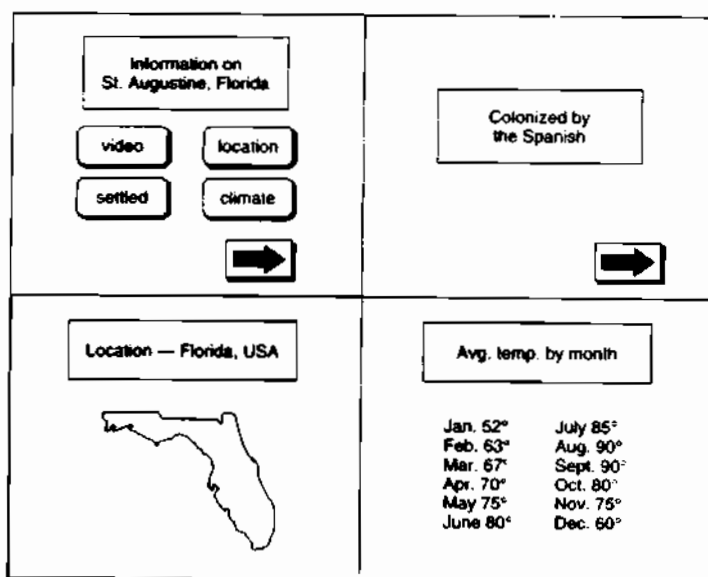 Information on
St. Augustine, Florida
video
location
settled
climate
Colonized by
the Spanish
Location — Florida, USA
Avg. temp. by month
Jan. 52° July 85°
Feb. 63° Aug. 90°
Mar. 67° Sept. 90°
Apr. 70° Oct. 80°
May 75° Nov. 75°
June 80° Dec. 60°